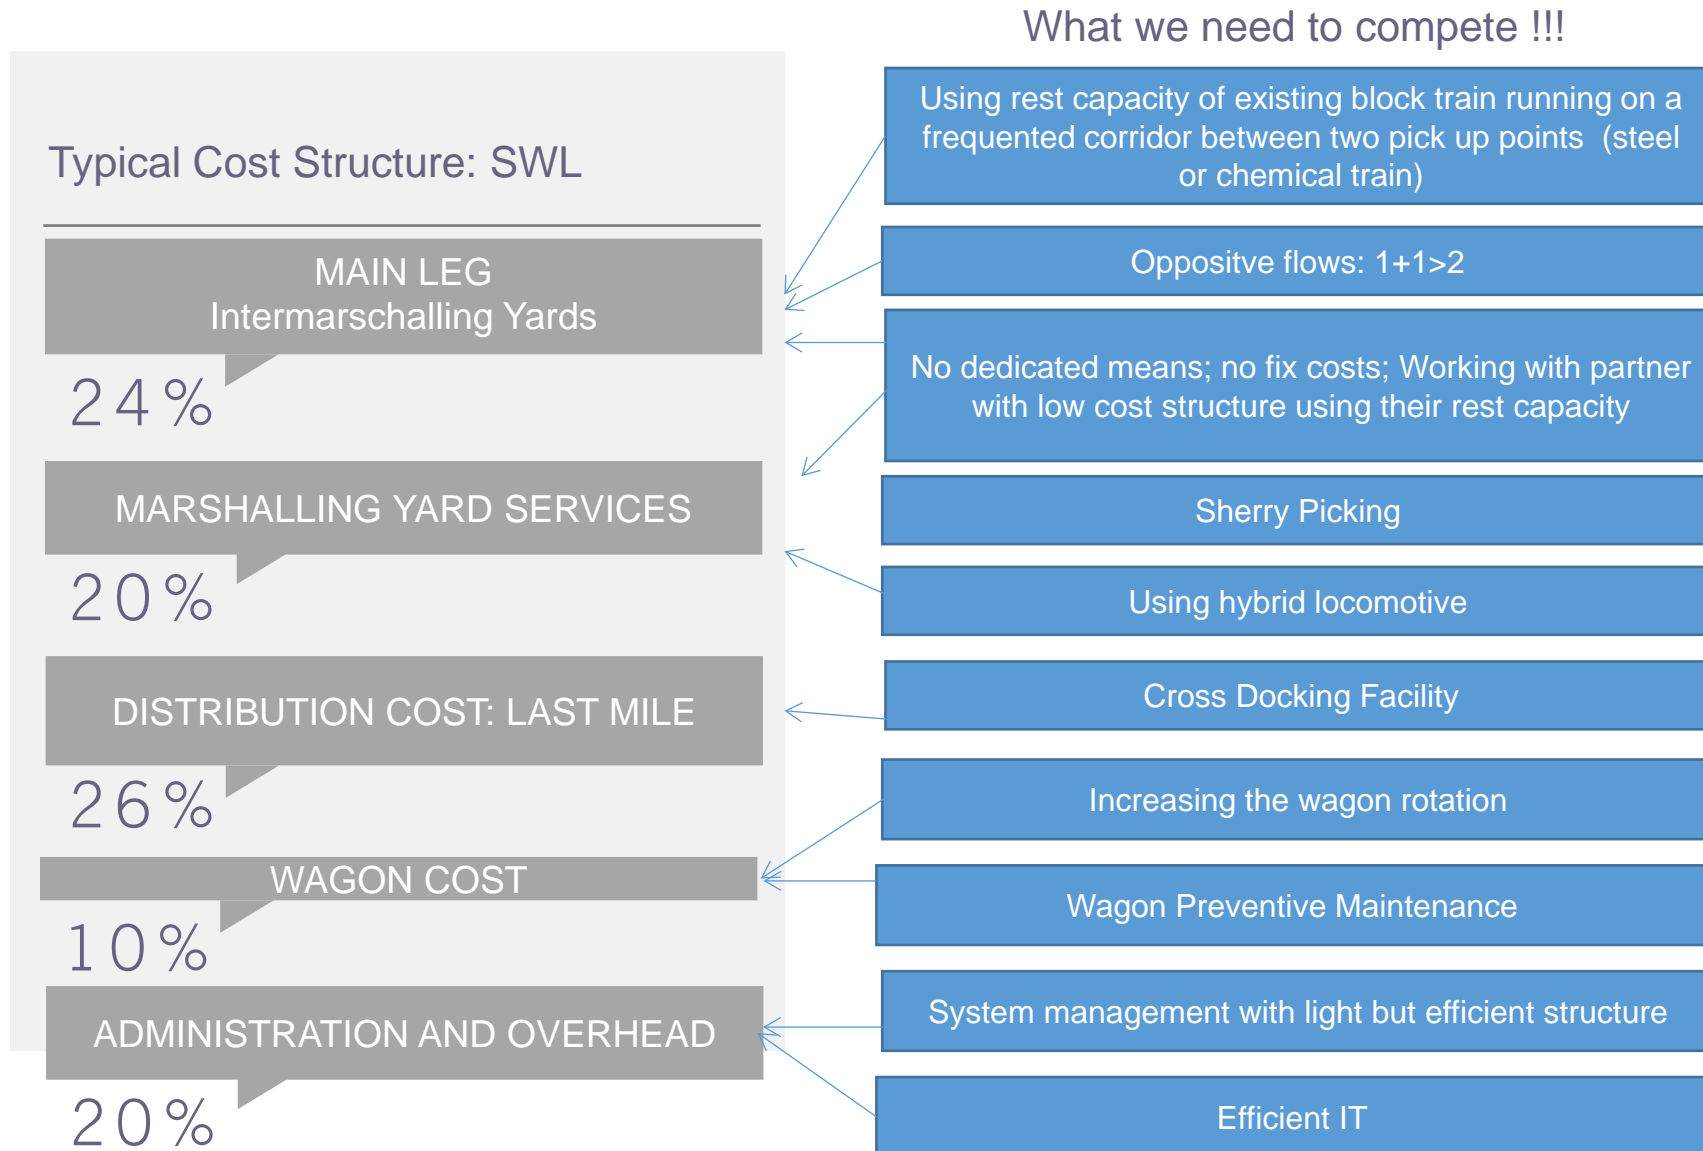 What we need to compete !!!
Typical Cost Structure: SWL
MAIN LEG
Intermarschalling Yards
24%
MARSHALLING YARD SERVICES
20%
DISTRIBUTION COST: LAST MILE
26%
WAGON COST
10%
ADMINISTRATION AND OVERHEAD
20%
Using rest capacity of existing block train running on a
frequented corridor between two pick up points (steel
or chemical train)
Oppositve flows: 1+1>2
No dedicated means; no fix costs; Working with partner
with low cost structure using their rest capacity
Sherry Picking
Using hybrid locomotive
Cross Docking Facility
Increasing the wagon rotation
Wagon Preventive Maintenance
System management with light but efficient structure
Efficient IT